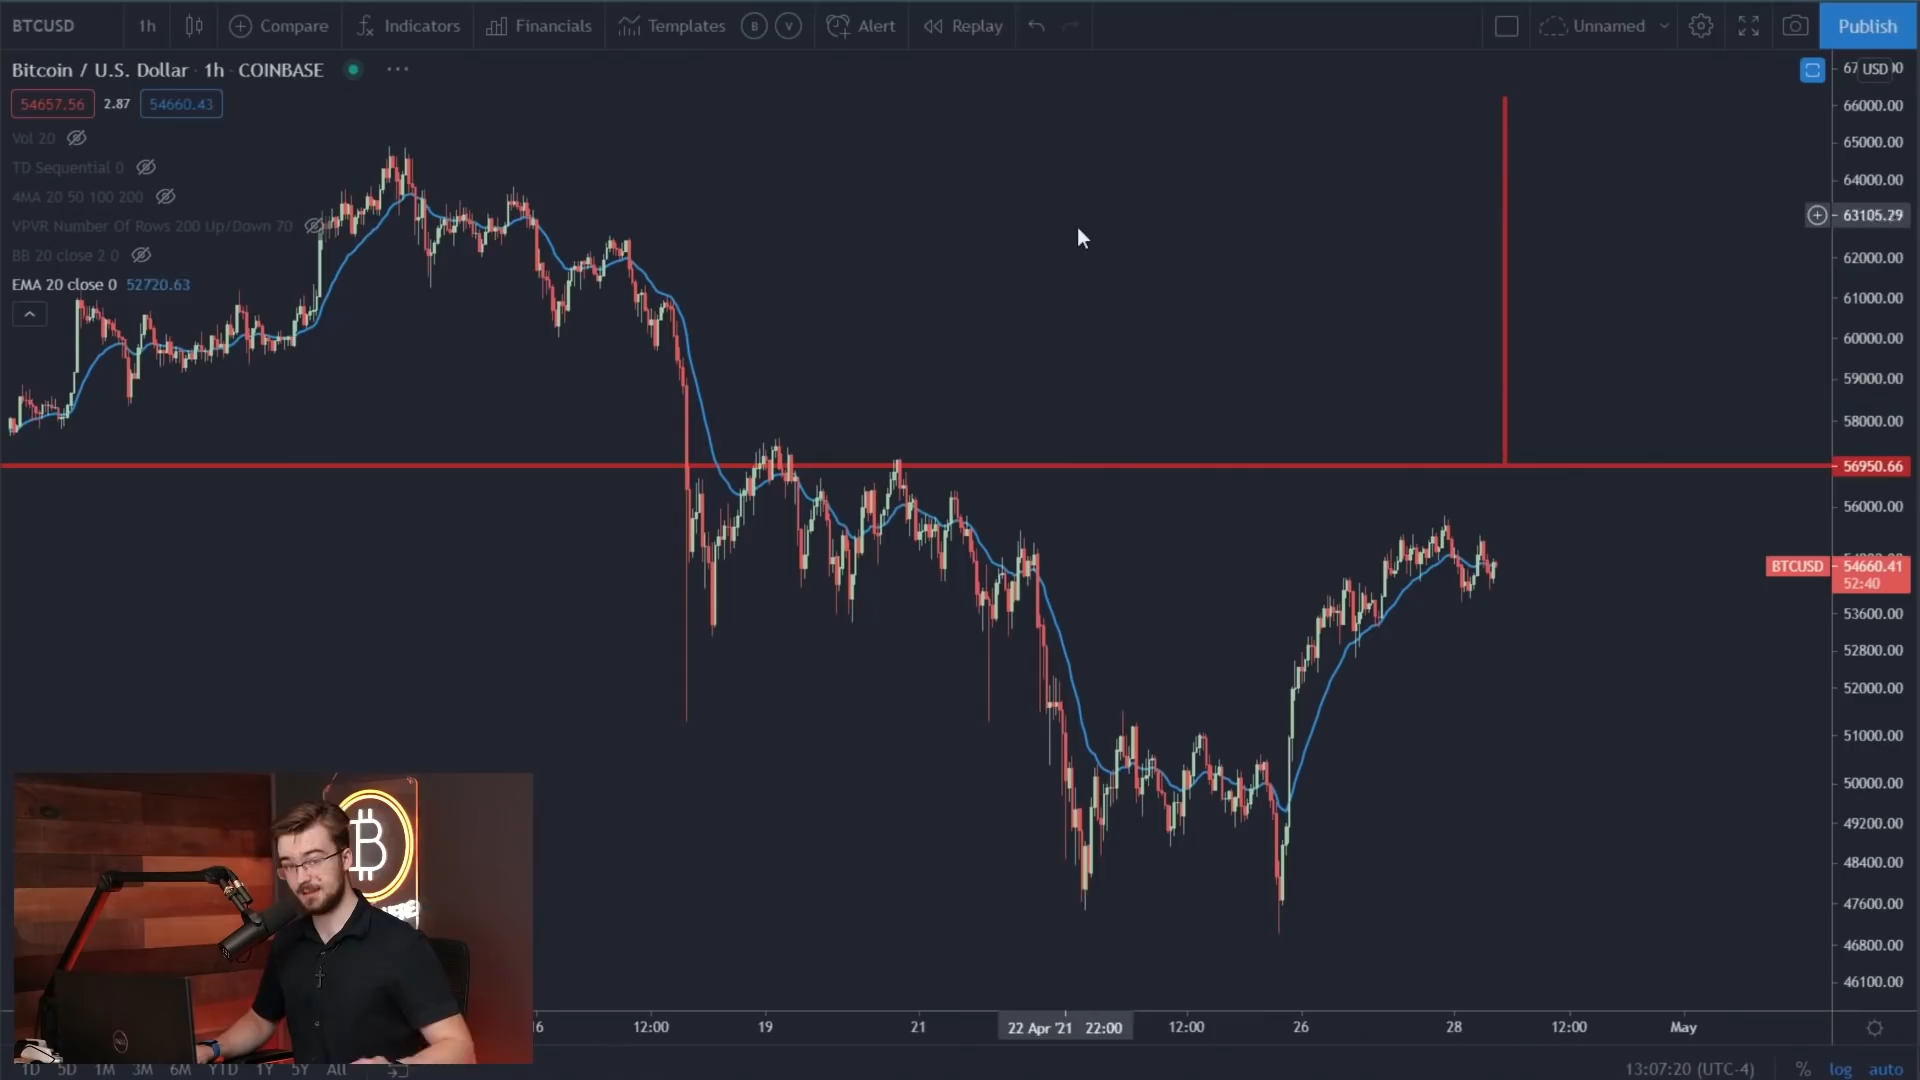 BTCUSD 1h Compare Indicators Financials Templates B V Alert Replay Unnamed Publish
Bitcoin / U.S. Dollar · 1h · COINBASE
54657.56 2.87 54660.43
Vol 20
TD Sequential 0
4MA 20 50 100 200
VPVR Number Of Rows 200 Up/Down 70
BB 20 close 2 0
EMA 20 close 0 52720.63
USD
66000.00
65000.00
64000.00
63105.29
62000.00
61000.00
60000.00
59000.00
58000.00
56950.66
56000.00
BTCUSD 54660.41
52:40
53600.00
52800.00
52000.00
51000.00
50000.00
49200.00
48400.00
47600.00
46800.00
46100.00
B
12:00 19 21 22 Apr '21 22:00 12:00 26 28 12:00 May
1D 5D 1M 3M 6M YTD 1Y 5Y All 13:07:20 (UTC-4) % log auto